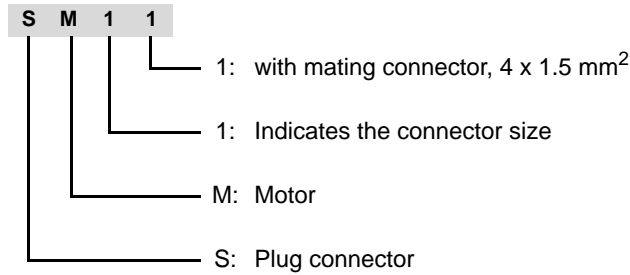 S M 1 1
1: with mating connector, 4 x 1.5 mm²
1: Indicates the connector size
M: Motor
S: Plug connector